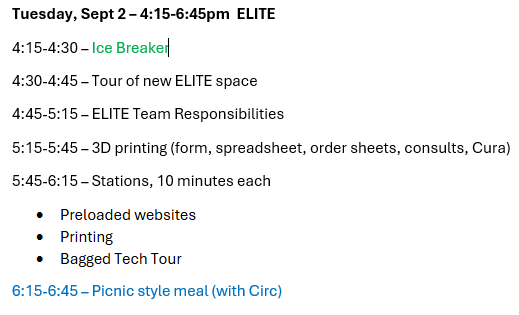 Tuesday, Sept 2 – 4:15-6:45pm  ELITE
4:15-4:30 – Ice Breaker
4:30-4:45 – Tour of new ELITE space
4:45-5:15 – ELITE Team Responsibilities
5:15-5:45 – 3D printing (form, spreadsheet, order sheets, consults, Cura)
5:45-6:15 – Stations, 10 minutes each
• Preloaded websites
• Printing
• Bagged Tech Tour
6:15-6:45 – Picnic style meal (with Circ)